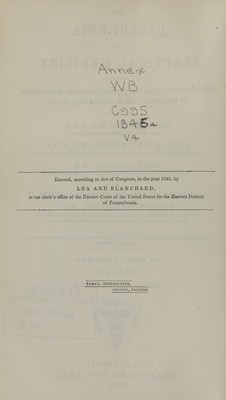 Annex
WB
C995
1845a
V.4
Entered, according to Act of Congress, in the year 1845, by
LEA AND BLANCHARD,
in the clerk's office of the District Court of the United States for the Eastern District
of Pennsylvania.